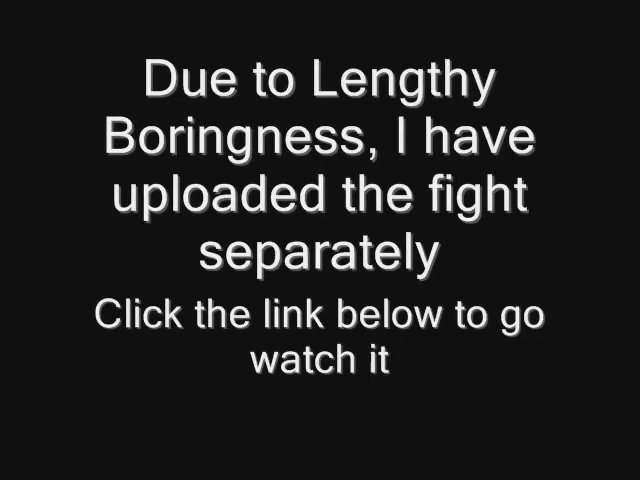 Due to Lengthy
Boringness, I have
uploaded the fight
separately
Click the link below to go
watch it